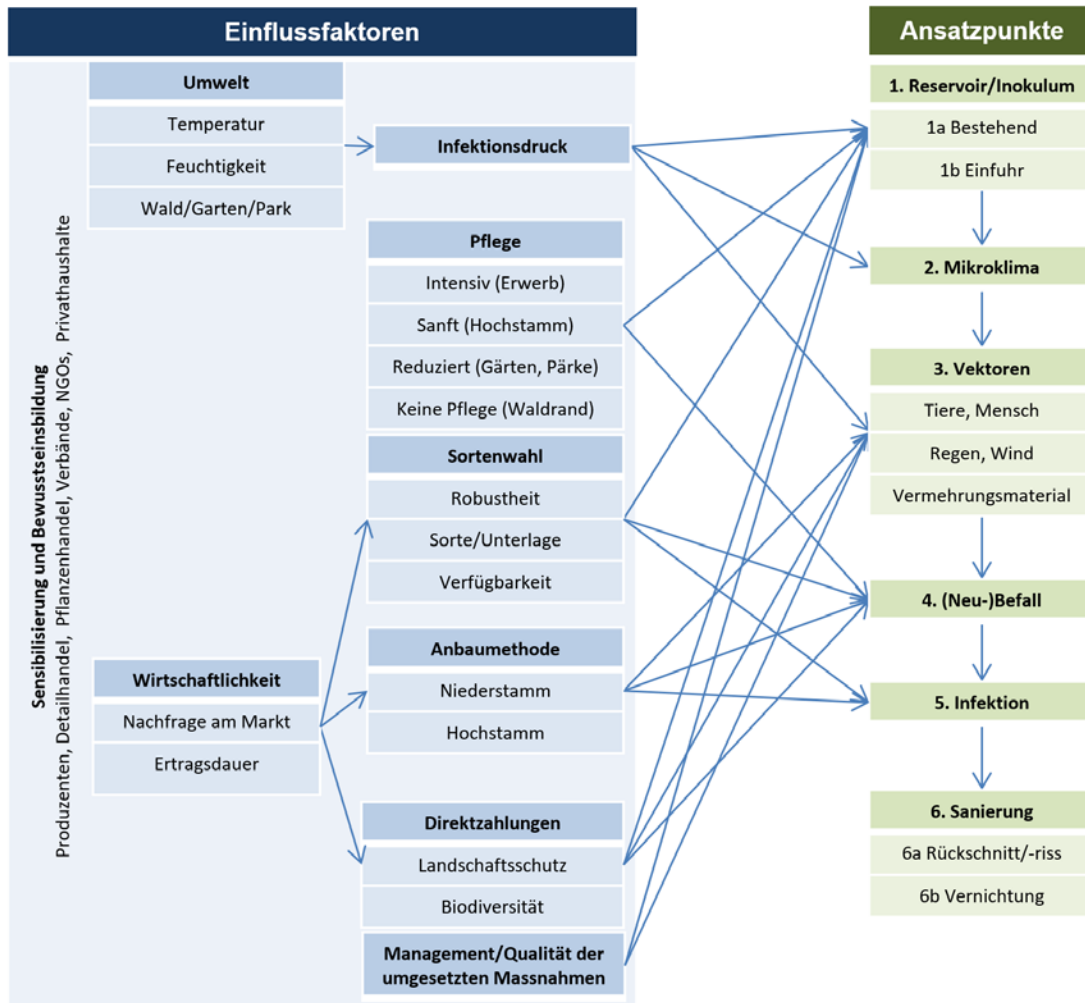 Einflussfaktoren
Sensibilisierung und Bewusstseinsbildung
Produzenten, Detailhandel, Pflanzenhandel, Verbände, NGOs, Privathaushalte
Umwelt
Temperatur
Feuchtigkeit
Wald/Garten/Park
Wirtschaftlichkeit
Nachfrage am Markt
Ertragsdauer
Infektionsdruck
Pflege
Intensiv (Erwerb)
Sanft (Hochstamm)
Reduziert (Gärten, Pärke)
Keine Pflege (Waldrand)
Sortenwahl
Robustheit
Sorte/Unterlage
Verfügbarkeit
Anbaumethode
Niederstamm
Hochstamm
Direktzahlungen
Landschaftsschutz
Biodiversität
Management/Qualität der
umgesetzten Massnahmen
Ansatzpunkte
1. Reservoir/Inokulum
1a Bestehend
1b Einfuhr
2. Mikroklima
3. Vektoren
Tiere, Mensch
Regen, Wind
Vermehrungsmaterial
4. (Neu-)Befall
5. Infektion
6. Sanierung
6a Rückschnitt/-riss
6b Vernichtung